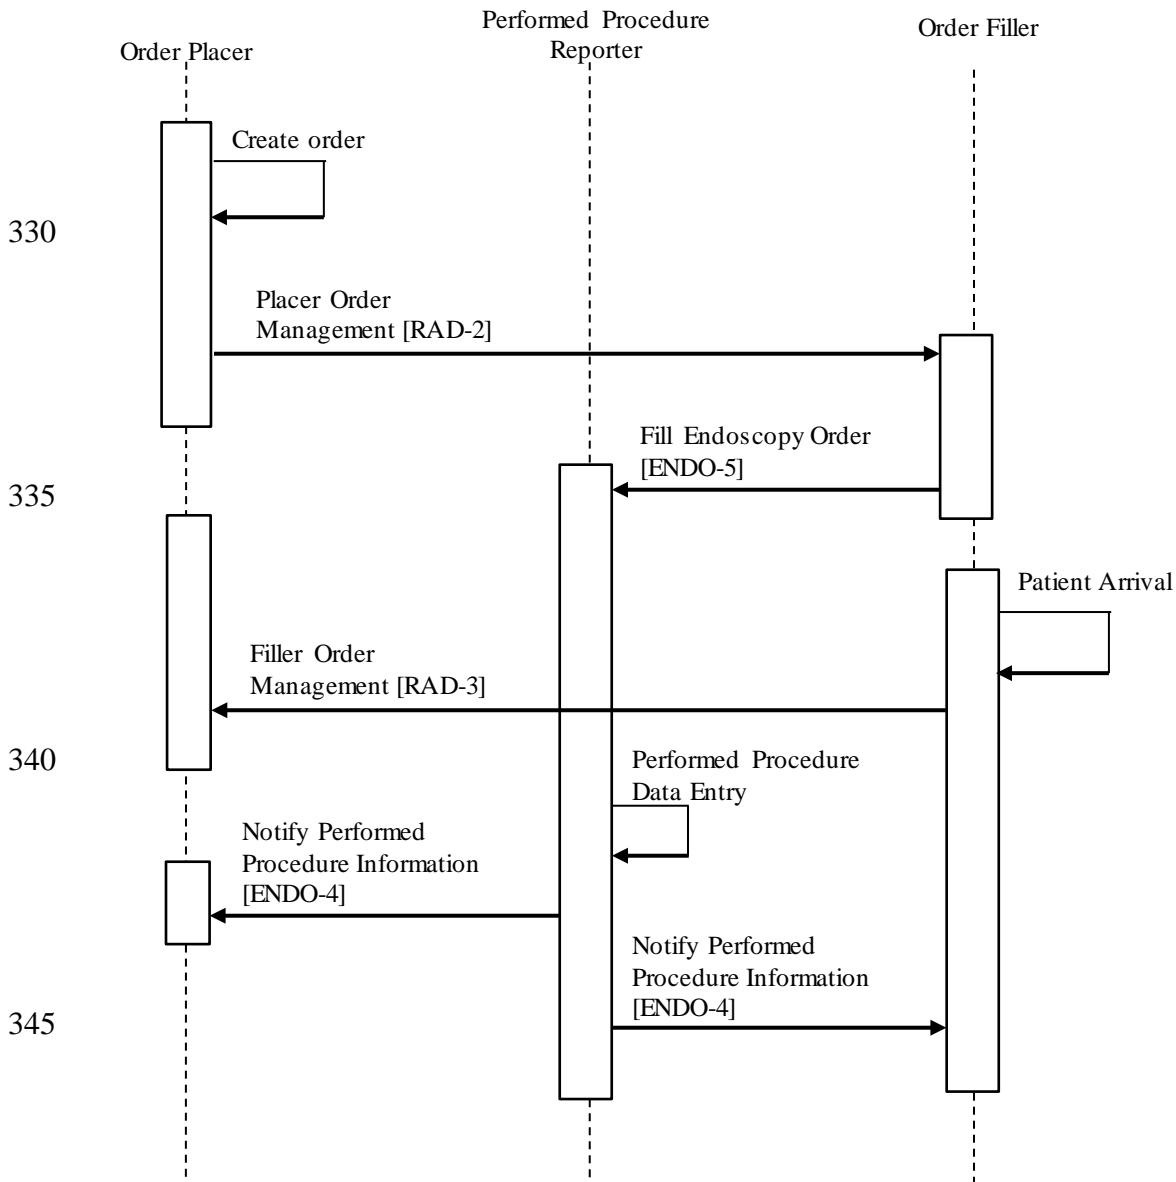 Order Placer
Performed Procedure
Reporter
Order Filler
Create order
330
Placer Order
Management [RAD-2]
Fill Endoscopy Order
[ENDO-5]
335
Patient Arrival
Filler Order
Management [RAD-3]
340
Performed Procedure
Data Entry
Notify Performed
Procedure Information
[ENDO-4]
Notify Performed
Procedure Information
[ENDO-4]
345